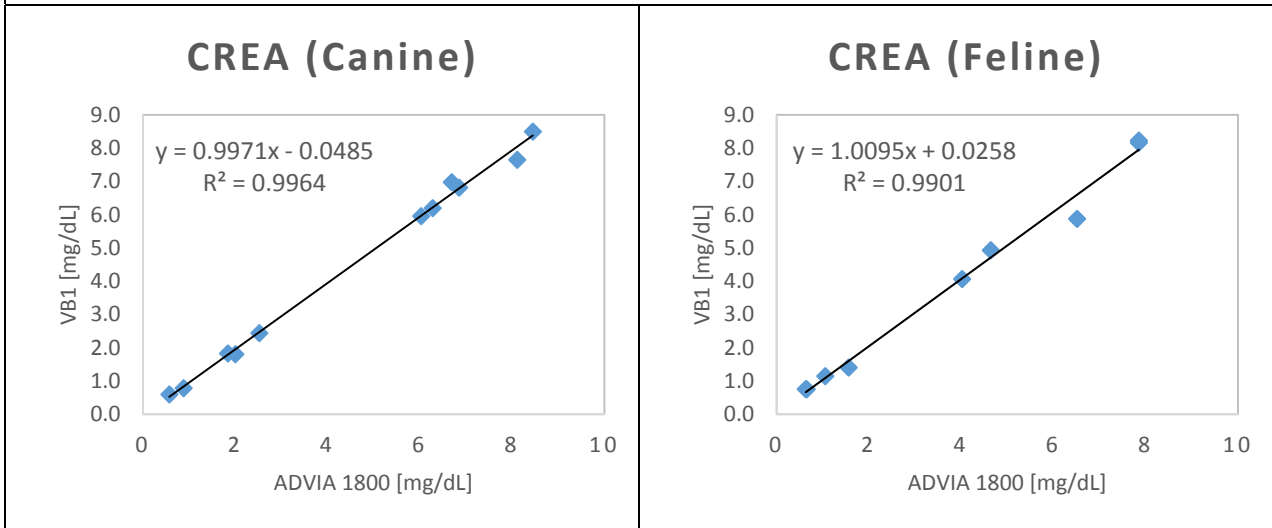 CREA (Canine)
y = 0.9971x - 0.0485
R² = 0.9964
9.0
8.0
7.0
6.0
5.0
4.0
3.0
2.0
1.0
0.0
VB1 [mg/dL]
0 2 4 6 8 10
ADVIA 1800 [mg/dL]
CREA (Feline)
y = 1.0095x + 0.0258
R² = 0.9901
9.0
8.0
7.0
6.0
5.0
4.0
3.0
2.0
1.0
0.0
VB1 [mg/dL]
0 2 4 6 8 10
ADVIA 1800 [mg/dL]